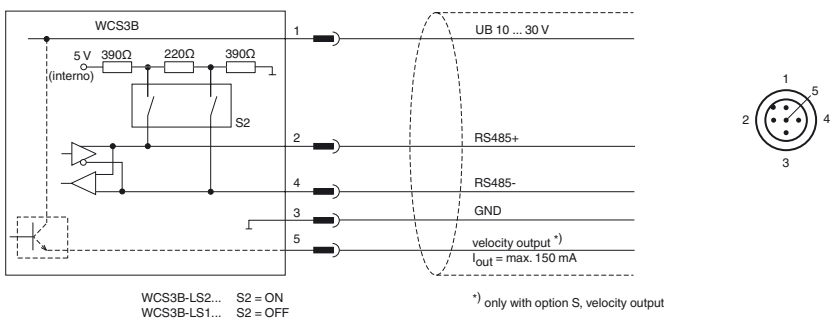 WCS3B
1
UB 10 ... 30 V
5 V 390Ω 220Ω 390Ω
(interno)
S2
2
RS485+
4
RS485-
3
GND
5
velocity output *)
Iout = max. 150 mA
WCS3B-LS2... S2 = ON
WCS3B-LS1... S2 = OFF
*) only with option S, velocity output
1
5
2
4
3